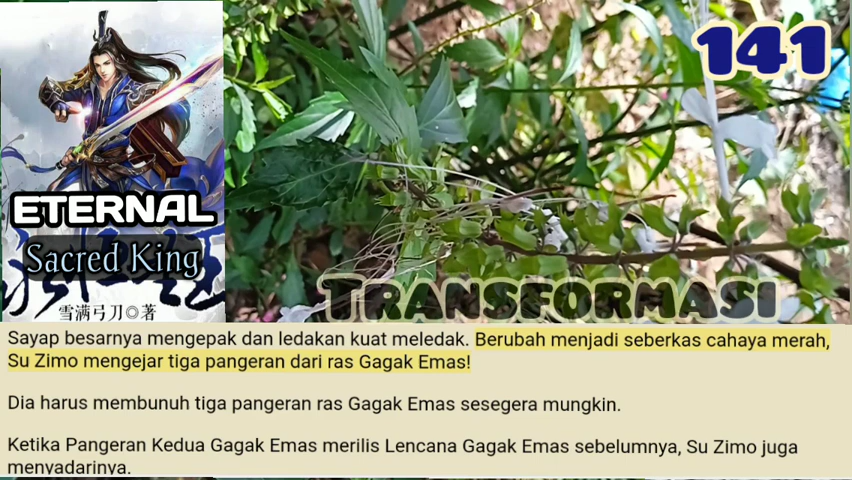 141
ETERNAL
Sacred King
雪满弓刀◎著
TRANSFORMASI
Sayap besarnya mengepak dan ledakan kuat meledak. Berubah menjadi seberkas cahaya merah,
Su Zimo mengejar tiga pangeran dari ras Gagak Emas!
Dia harus membunuh tiga pangeran ras Gagak Emas sesegera mungkin.
Ketika Pangeran Kedua Gagak Emas merilis Lencana Gagak Emas sebelumnya, Su Zimo juga
menyadarinya.